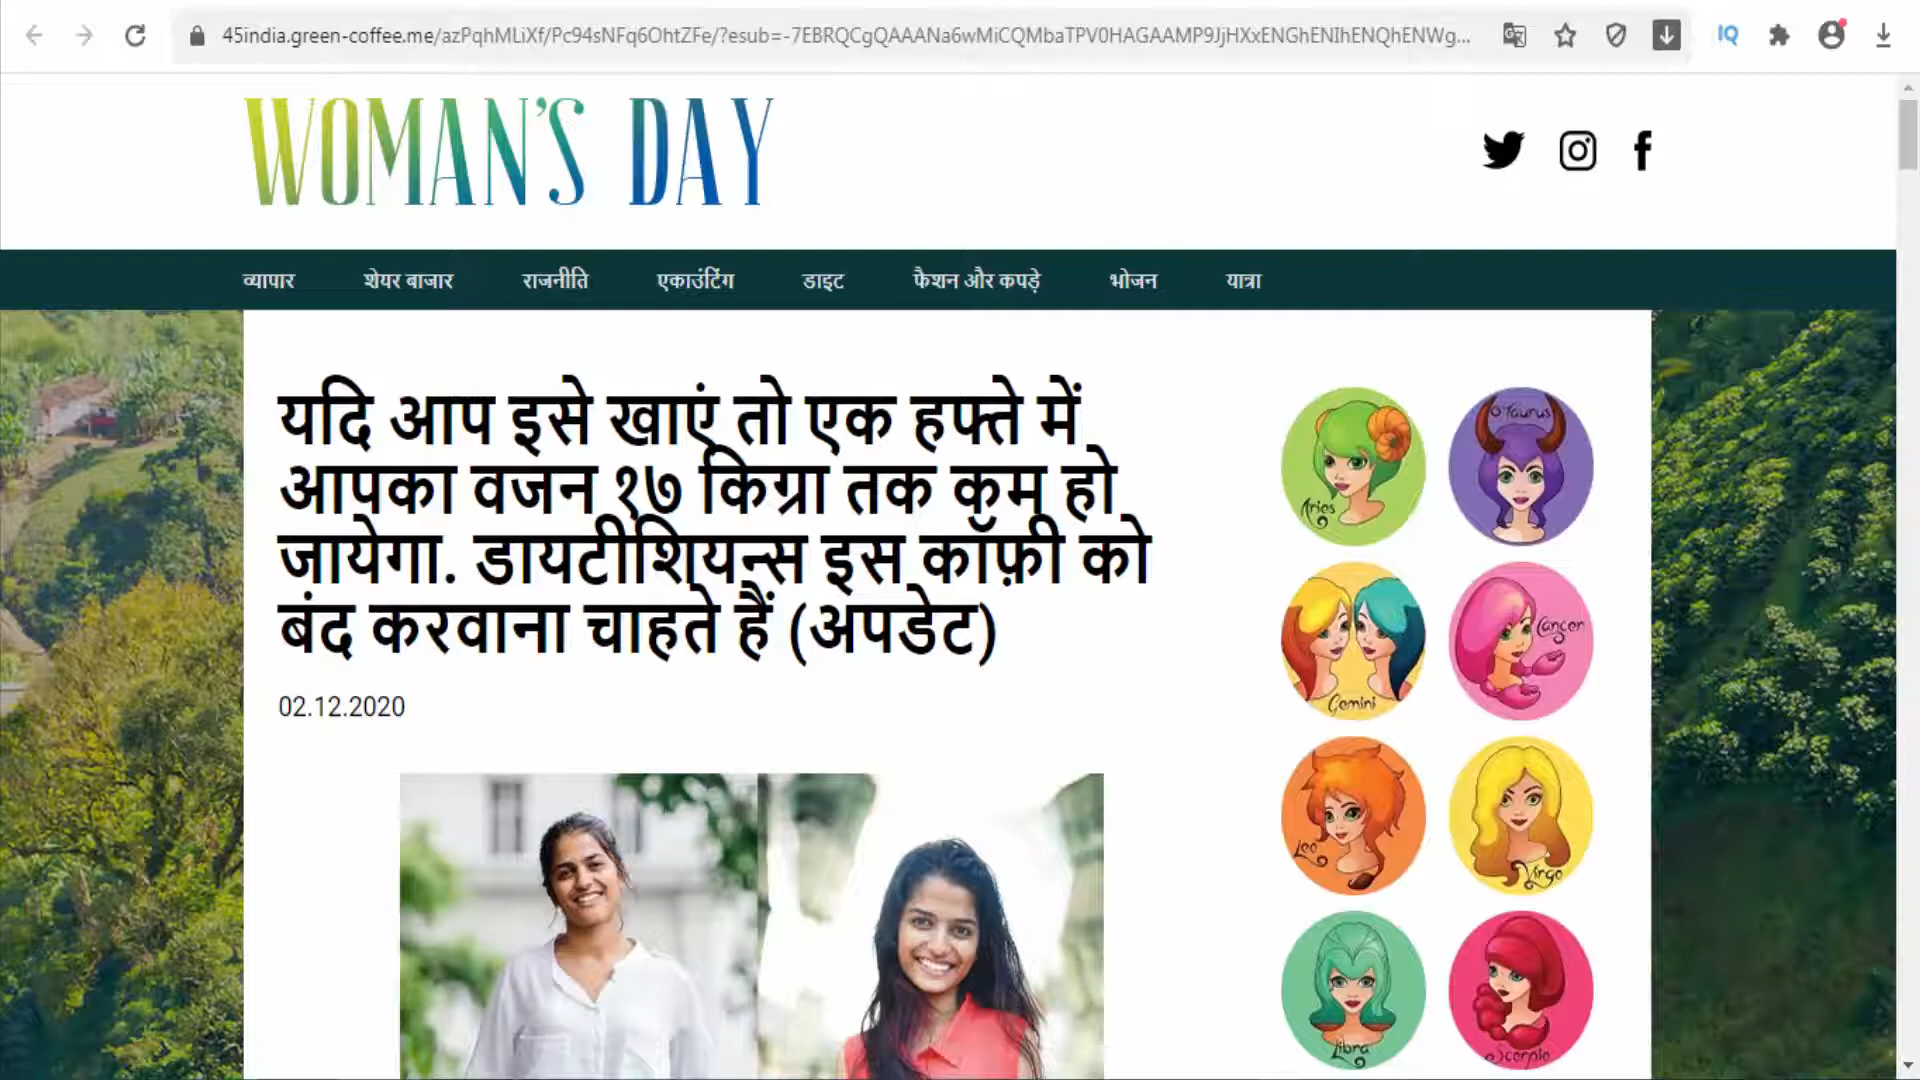 45india.green-coffee.me/azPqhMLiXf/Pc94sNFq6OhtZFe/?esub=-7EBRQCgQAAANa6wMiCQMbaTPV0HAGAAMP9JjHXxENGhENIhENQhENWg...
IQ
WOMAN'S DAY
व्यापार शेयर बाजार राजनीति एकाउंटिंग डाइट फैशन और कपड़े भोजन यात्रा
यदि आप इसे खाएं तो एक हफ्ते में
आपका वजन १७ किग्रा तक कम हो
जायेगा. डायटीशियन्स इस कॉफ़ी को
बंद करवाना चाहते हैं (अपडेट)
02.12.2020
Aries
Taurus
Gemini
Cancer
Leo
Virgo
Libra
Scorpio